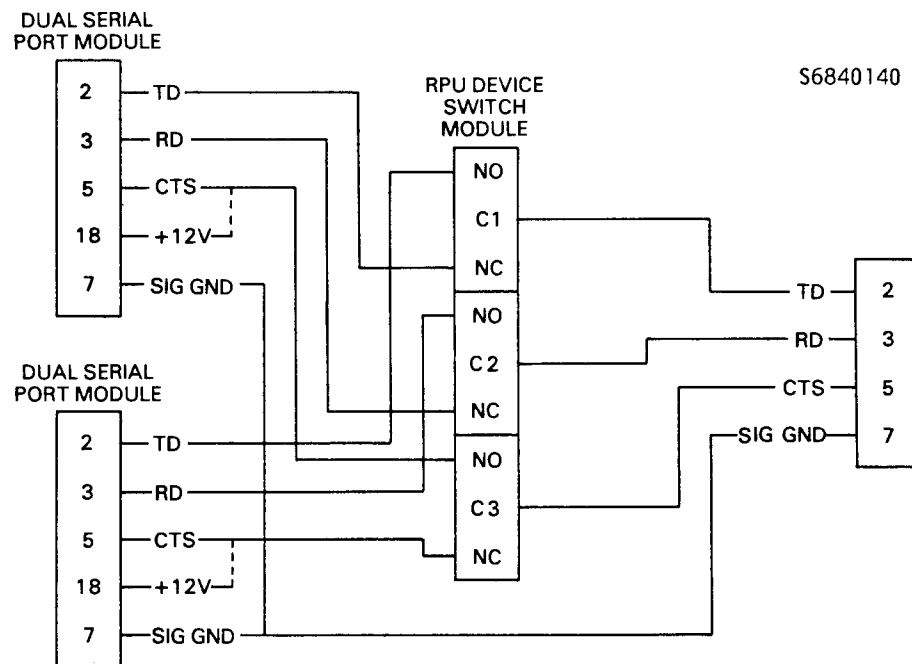 DUAL SERIAL
PORT MODULE
2 TD
3 RD
5 CTS
18 +12V
7 SIG GND
DUAL SERIAL
PORT MODULE
2 TD
3 RD
5 CTS
18 +12V
7 SIG GND
RPU DEVICE
SWITCH
MODULE
NO
C1
NC
NO
C2
NC
NO
C3
NC
S6840140
TD 2
RD 3
CTS 5
SIG GND 7